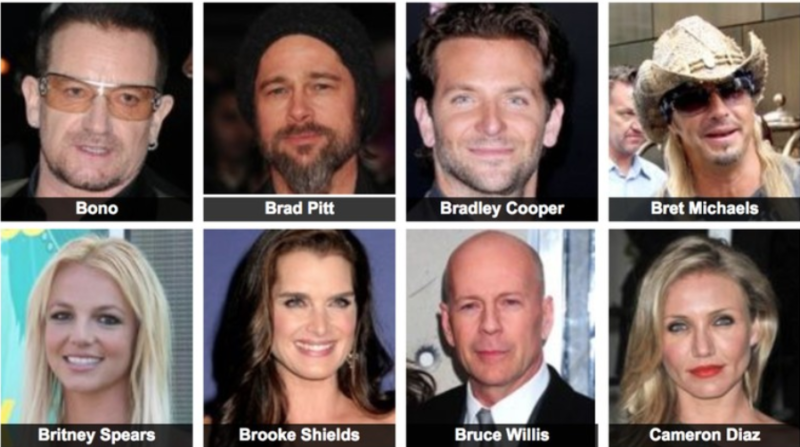 Bono
Brad Pitt
Bradley Cooper
Bret Michaels
Britney Spears
Brooke Shields
Bruce Willis
Cameron Diaz